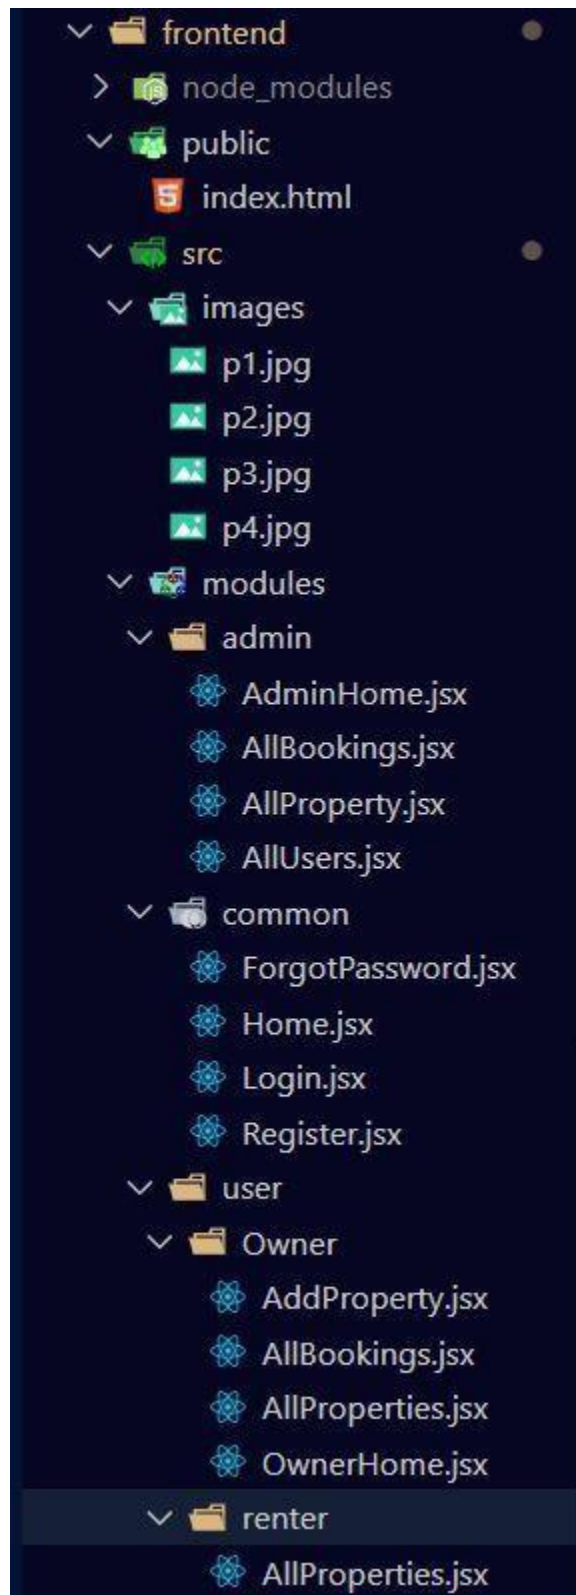 frontend
node_modules
public
index.html
src
images
p1.jpg
p2.jpg
p3.jpg
p4.jpg
modules
admin
AdminHome.jsx
AllBookings.jsx
AllProperty.jsx
AllUsers.jsx
common
ForgotPassword.jsx
Home.jsx
Login.jsx
Register.jsx
user
Owner
AddProperty.jsx
AllBookings.jsx
AllProperties.jsx
OwnerHome.jsx
renter
AllProperties.jsx